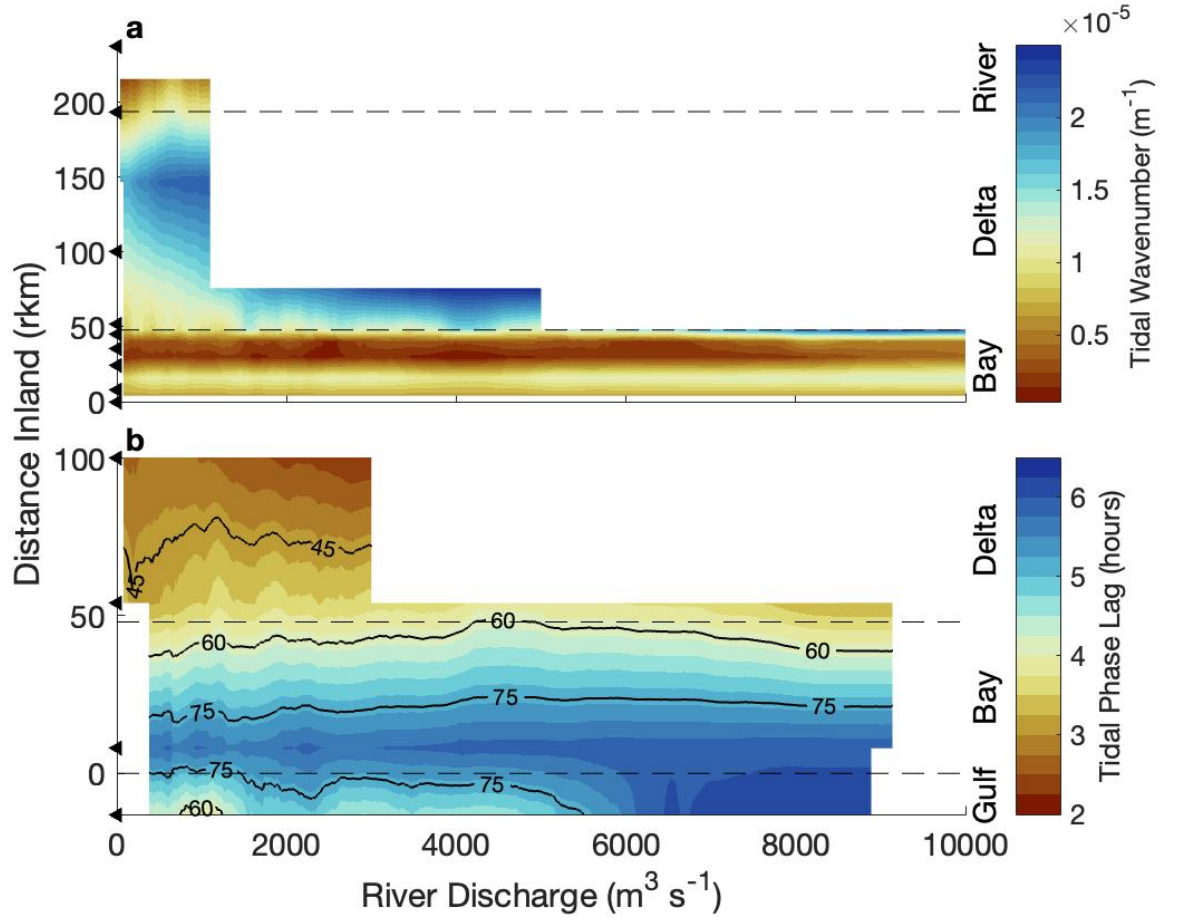 a
×10⁻⁵
200
150
100
50
0
River
Delta
Bay
2
1.5
1
0.5
Tidal Wavenumber (m⁻¹)
Distance Inland (rkm)
b
100
50
0
45
45
60
60
60
75
75
75
75
75
60
Delta
Bay
Gulf
6
5
4
3
2
Tidal Phase Lag (hours)
0
2000
4000
6000
8000
10000
River Discharge (m³ s⁻¹)